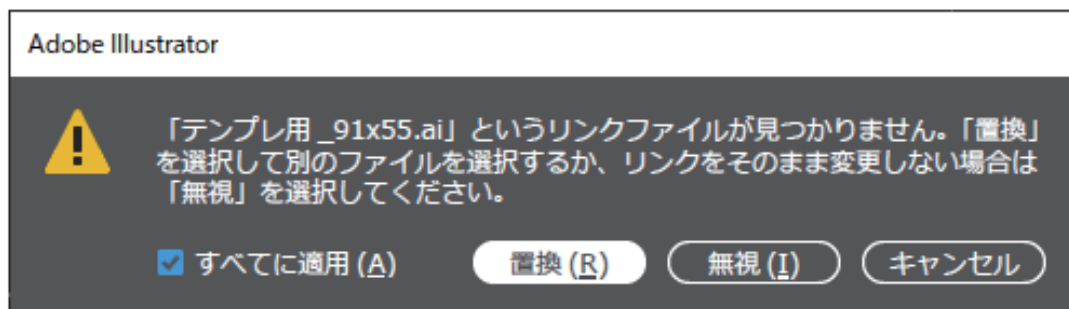 Adobe Illustrator
「テンプレ用 _91x55.ai」というリンクファイルが見つかりません。「置換」
を選択して別のファイルを選択するか、リンクをそのまま変更しない場合は
「無視」を選択してください。
すべてに適用 (A) 置換 (R) 無視 (I) キャンセル